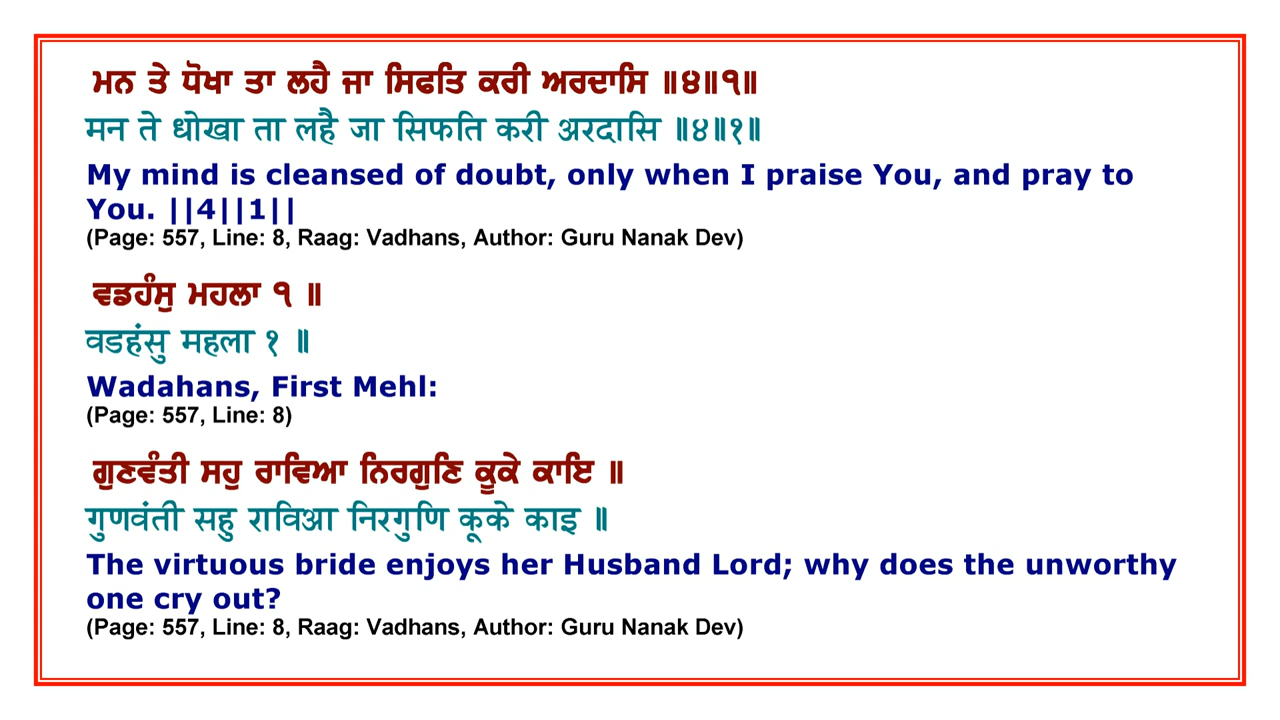 ਮਨ ਤੇ ਧੋਖਾ ਤਾ ਲਹੈ ਜਾ ਸਿਫਤਿ ਕਰੀ ਅਰਦਾਸਿ ॥੪॥੧॥
मन ते धोखा ता लहै जा सिफति करी अरदासि ॥४॥१॥
My mind is cleansed of doubt, only when I praise You, and pray to
You. ||4||1||
(Page: 557, Line: 8, Raag: Vadhans, Author: Guru Nanak Dev)
ਵਡਹੰਸੁ ਮਹਲਾ ੧ ॥
वडहंसु महला १ ॥
Wadahans, First Mehl:
(Page: 557, Line: 8)
ਗੁਣਵੰਤੀ ਸਹੁ ਰਾਵਿਆ ਨਿਰਗੁਣਿ ਕੂਕੇ ਕਾਇ ॥
गुणवंती सहु राविआ निरगुणि कूके काइ ॥
The virtuous bride enjoys her Husband Lord; why does the unworthy
one cry out?
(Page: 557, Line: 8, Raag: Vadhans, Author: Guru Nanak Dev)